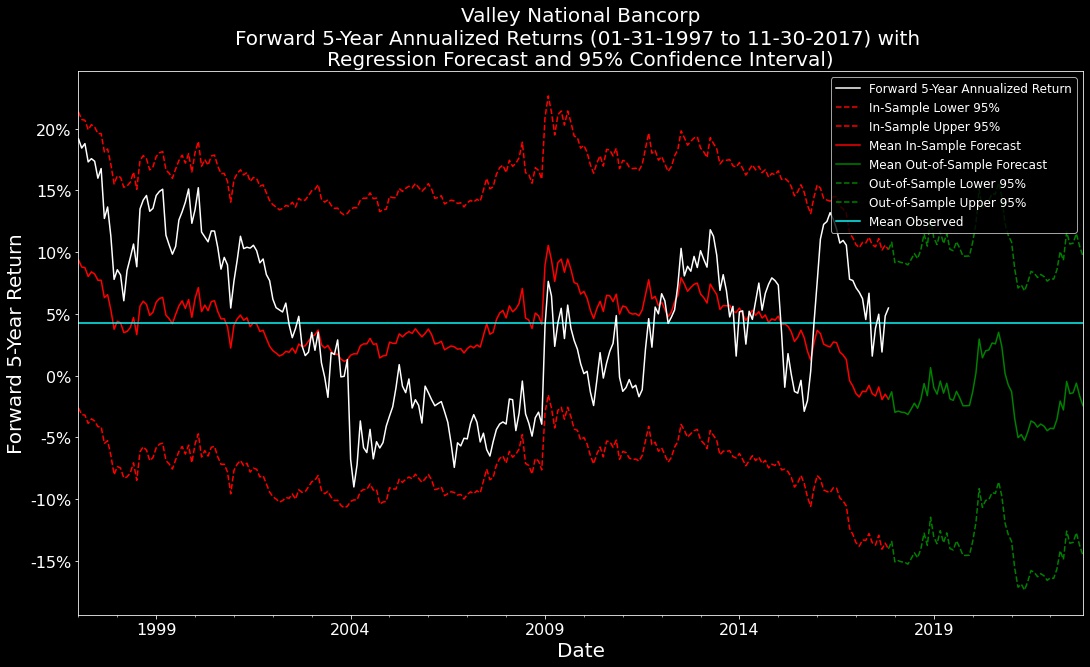 Valley National Bancorp
Forward 5-Year Annualized Returns (01-31-1997 to 11-30-2017) with
Regression Forecast and 95% Confidence Interval)
Forward 5-Year Annualized Return
In-Sample Lower 95%
In-Sample Upper 95%
Mean In-Sample Forecast
Mean Out-of-Sample Forecast
Out-of-Sample Lower 95%
Out-of-Sample Upper 95%
Mean Observed
Forward 5-Year Return
20%
15%
10%
5%
0%
-5%
-10%
-15%
1999
2004
2009
2014
2019
Date